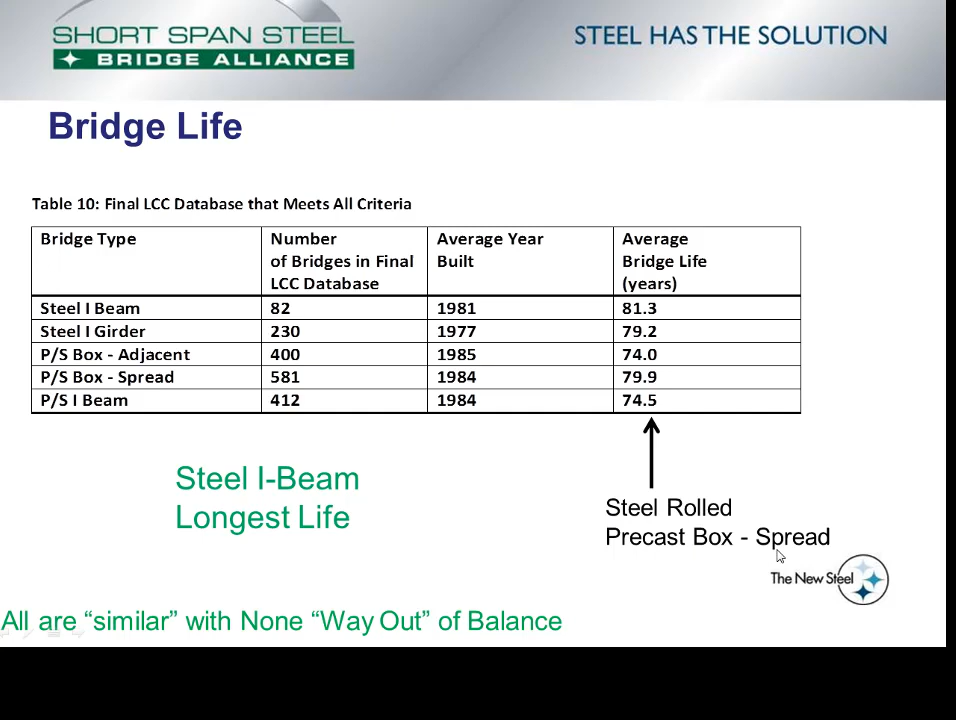 SHORT SPAN STEEL
BRIDGE ALLIANCE
STEEL HAS THE SOLUTION
Bridge Life
Table 10: Final LCC Database that Meets All Criteria
Bridge Type
Number
of Bridges in Final
LCC Database
Average Year
Built
Average
Bridge Life
(years)
Steel I Beam 82 1981 81.3
Steel I Girder 230 1977 79.2
P/S Box - Adjacent 400 1985 74.0
P/S Box - Spread 581 1984 79.9
P/S I Beam 412 1984 74.5
Steel I-Beam
Longest Life
Steel Rolled
Precast Box - Spread
The New Steel
All are “similar” with None “Way Out” of Balance